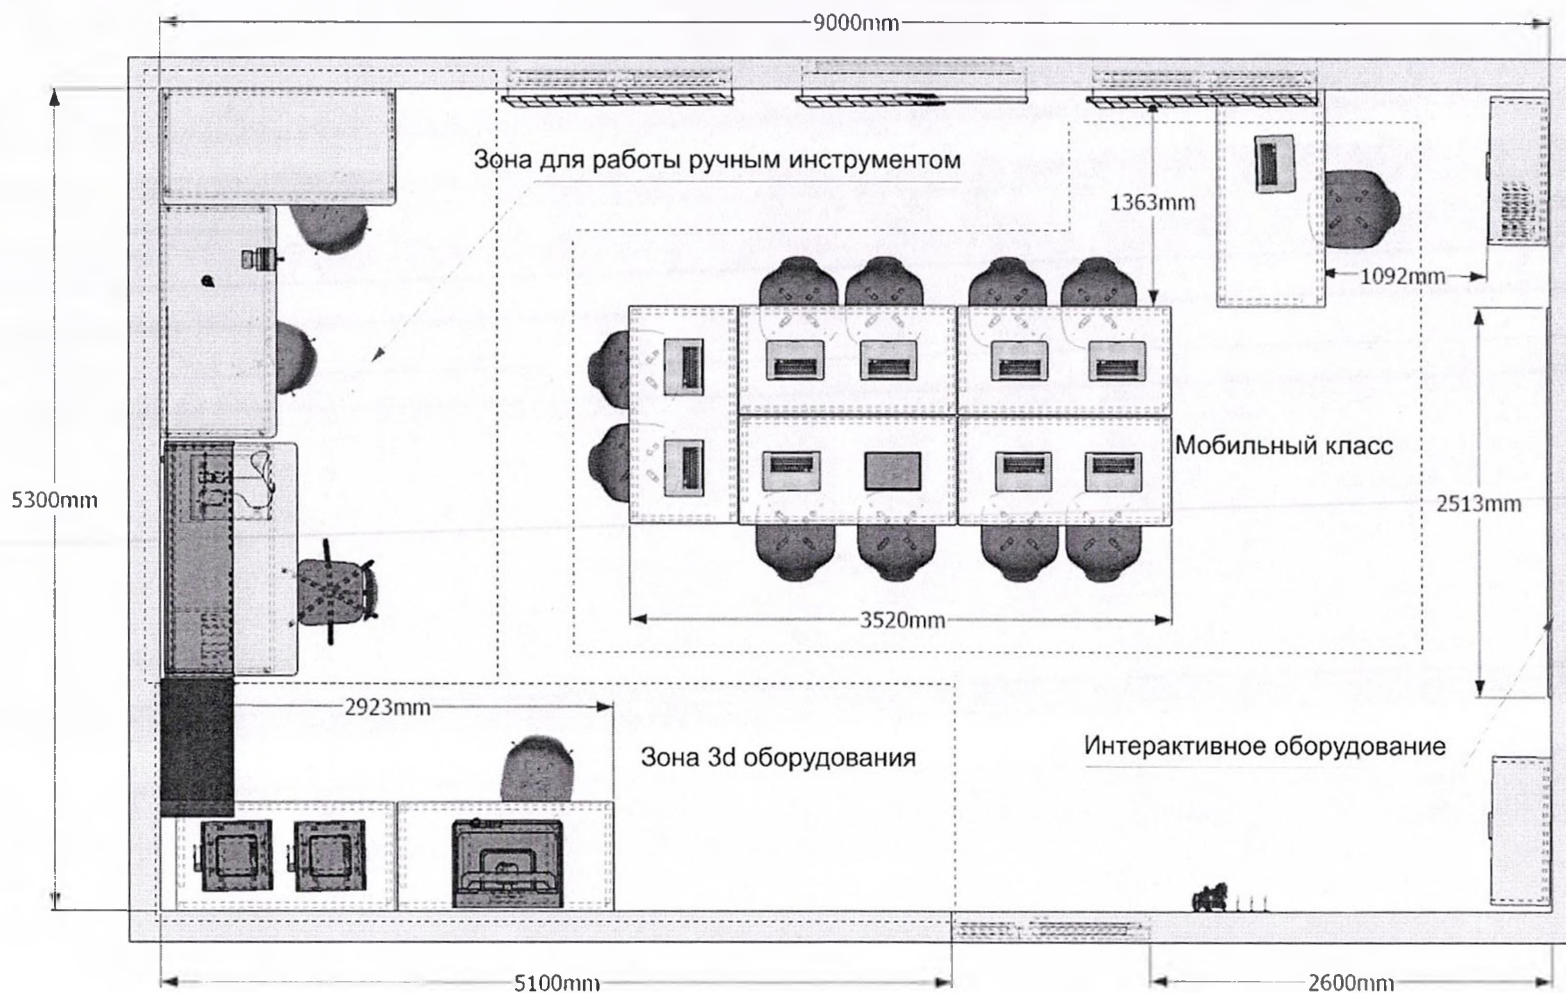 9000mm
Зона для работы ручным инструментом
1363mm
1092mm
Мобильный класс
5300mm
2513mm
3520mm
2923mm
Зона 3d оборудования
Интерактивное оборудование
5100mm
2600mm